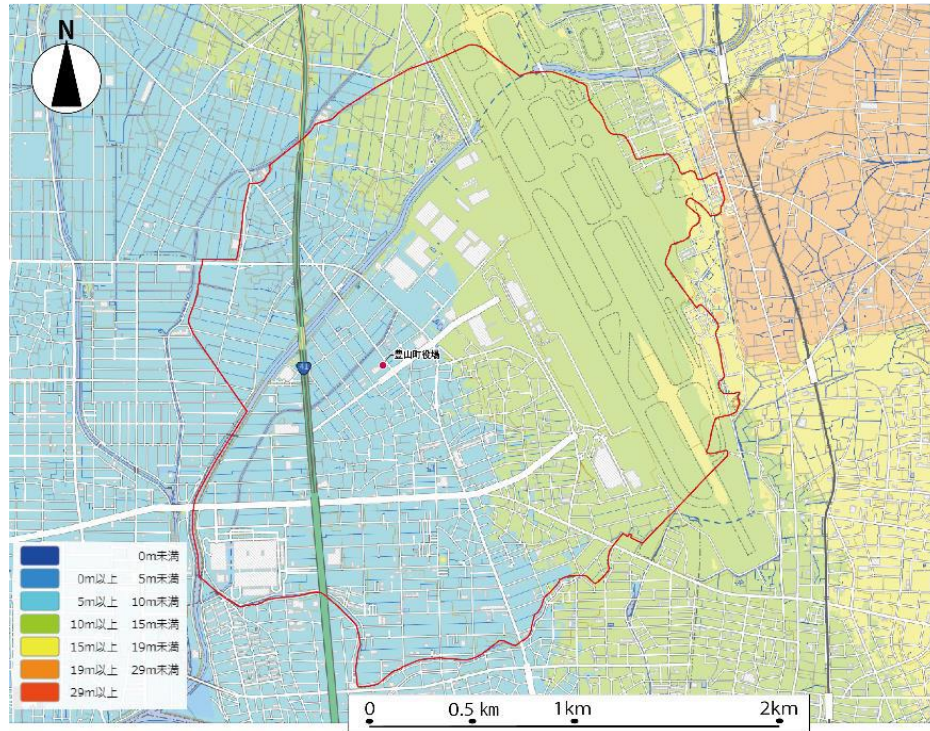 N
豊山町役場
0m未満
0m以上 5m未満
5m以上 10m未満
10m以上 15m未満
15m以上 19m未満
19m以上 29m未満
29m以上
0 0.5 km 1km 2km